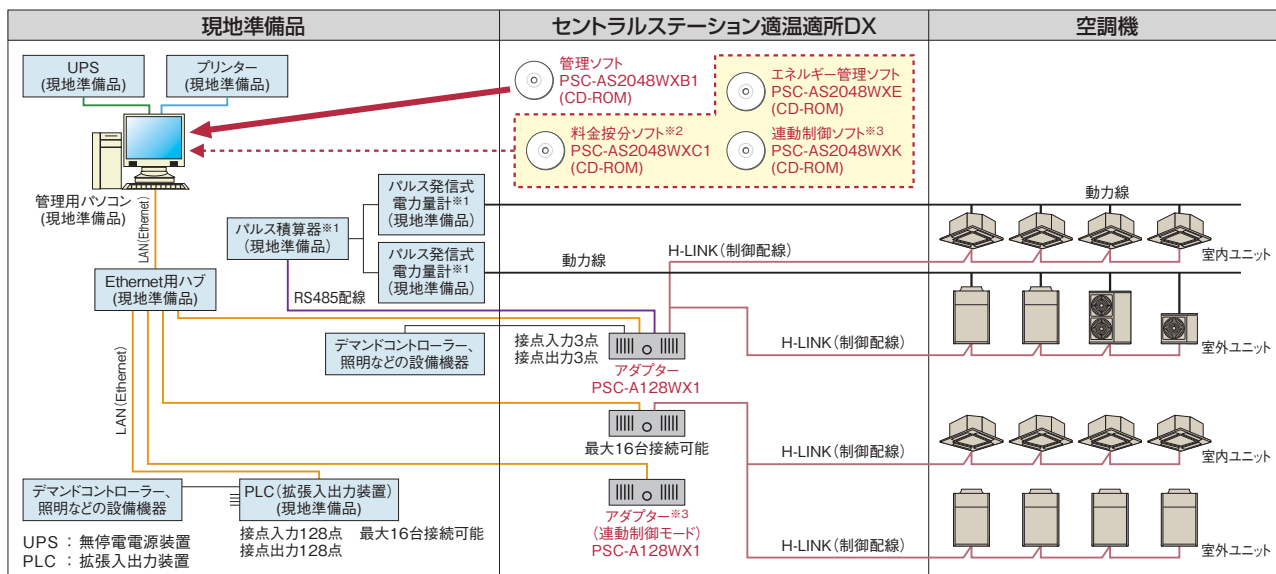 現地準備品
セントラルステーション適温適所DX
空調機
UPS
(現地準備品)
プリンター
(現地準備品)
管理ソフト
PSC-AS2048WXB1
(CD-ROM)
エネルギー管理ソフト
PSC-AS2048WXE
(CD-ROM)
料金按分ソフト※2
PSC-AS2048WXC1
(CD-ROM)
連動制御ソフト※3
PSC-AS2048WXK
(CD-ROM)
管理用パソコン
(現地準備品)
LAN(Ethernet)
パルス発信式
電力量計※1
(現地準備品)
パルス積算器※1
(現地準備品)
パルス発信式
電力量計※1
(現地準備品)
動力線
動力線
H-LINK(制御配線)
室内ユニット
Ethernet用ハブ
(現地準備品)
RS485配線
デマンドコントローラー、
照明などの設備機器
接点入力3点
接点出力3点
H-LINK(制御配線)
室外ユニット
アダプター
PSC-A128WX1
LAN(Ethernet)
最大16台接続可能
H-LINK(制御配線)
室内ユニット
デマンドコントローラー、
照明などの設備機器
PLC(拡張入出力装置)
(現地準備品)
接点入力128点 最大16台接続可能
接点出力128点
アダプター※3
(連動制御モード)
PSC-A128WX1
H-LINK(制御配線)
室外ユニット
UPS : 無停電電源装置
PLC : 拡張入出力装置